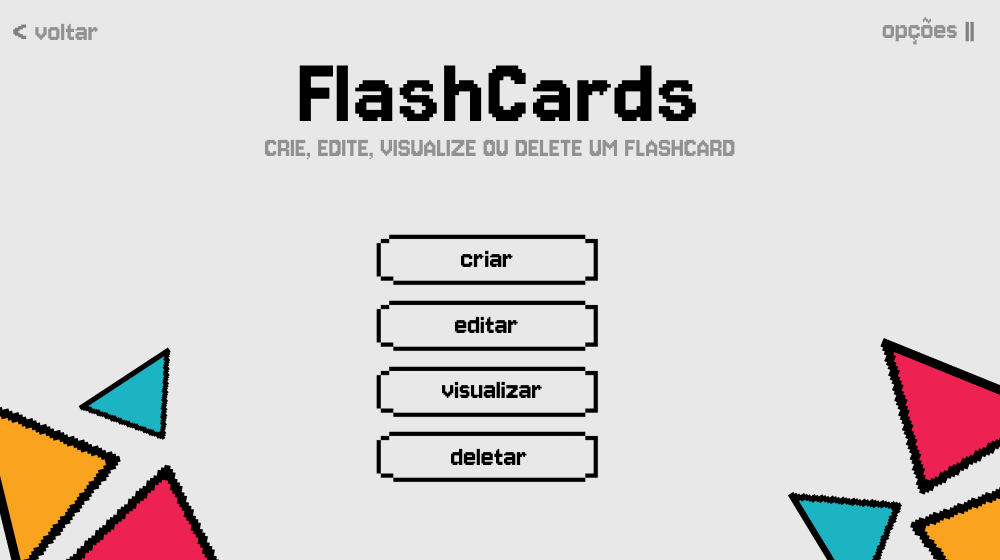 < voltar
opções ||
FlashCards
CRIE, EDITE, VISUALIZE OU DELETE UM FLASHCARD
criar
editar
visualizar
deletar